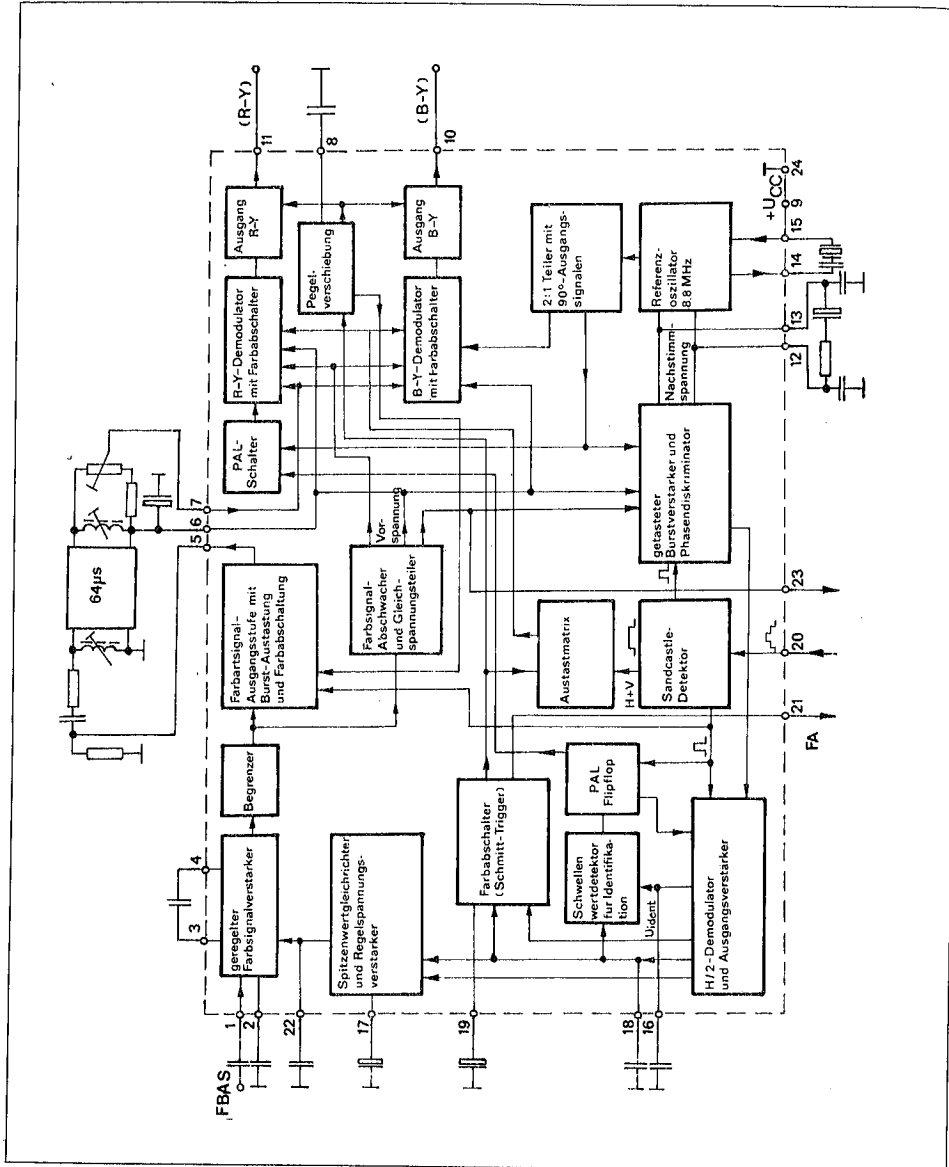 FBAS
1
2
22
17
19
18
16
3
4
geregelter
Farbsignalverstärker
Begrenzer
Farbartsignal-
Ausgangsstufe mit
Burst-Austastung
und Farbabschaltung
64µs
5
6
7
PAL-
Schalter
R-Y-Demodulator
mit Farbabschalter
Ausgang
R-Y
11
(R-Y)
Spitzenwertgleichrichter
und Regelspannungs-
verstarker
Farbsignal-
Abschwacher
und Gleich-
spannungsteiler
Vor-
spannung
Pegel-
verschiebung
8
B-Y-Demodulator
mit Farbabschalter
Ausgang
B-Y
10
(B-Y)
Farbabschalter
(Schmitt-Trigger)
Austastmatrix
H+V
2:1 Teiler mit
90°-Ausgangs-
signalen
Schwellen
wertdetektor
fur Identifika-
tion
PAL
Flipflop
Uident
Sandcastle-
Detektor
getasteter
Burstverstarker und
Phasendiskriminator
Nachstimm-
spannung
Referenz-
oszillator
8.8 MHz
H/2-Demodulator
und Ausgangsverstärker
FA
21
20
23
12
13
14
15
9
24
+UCC